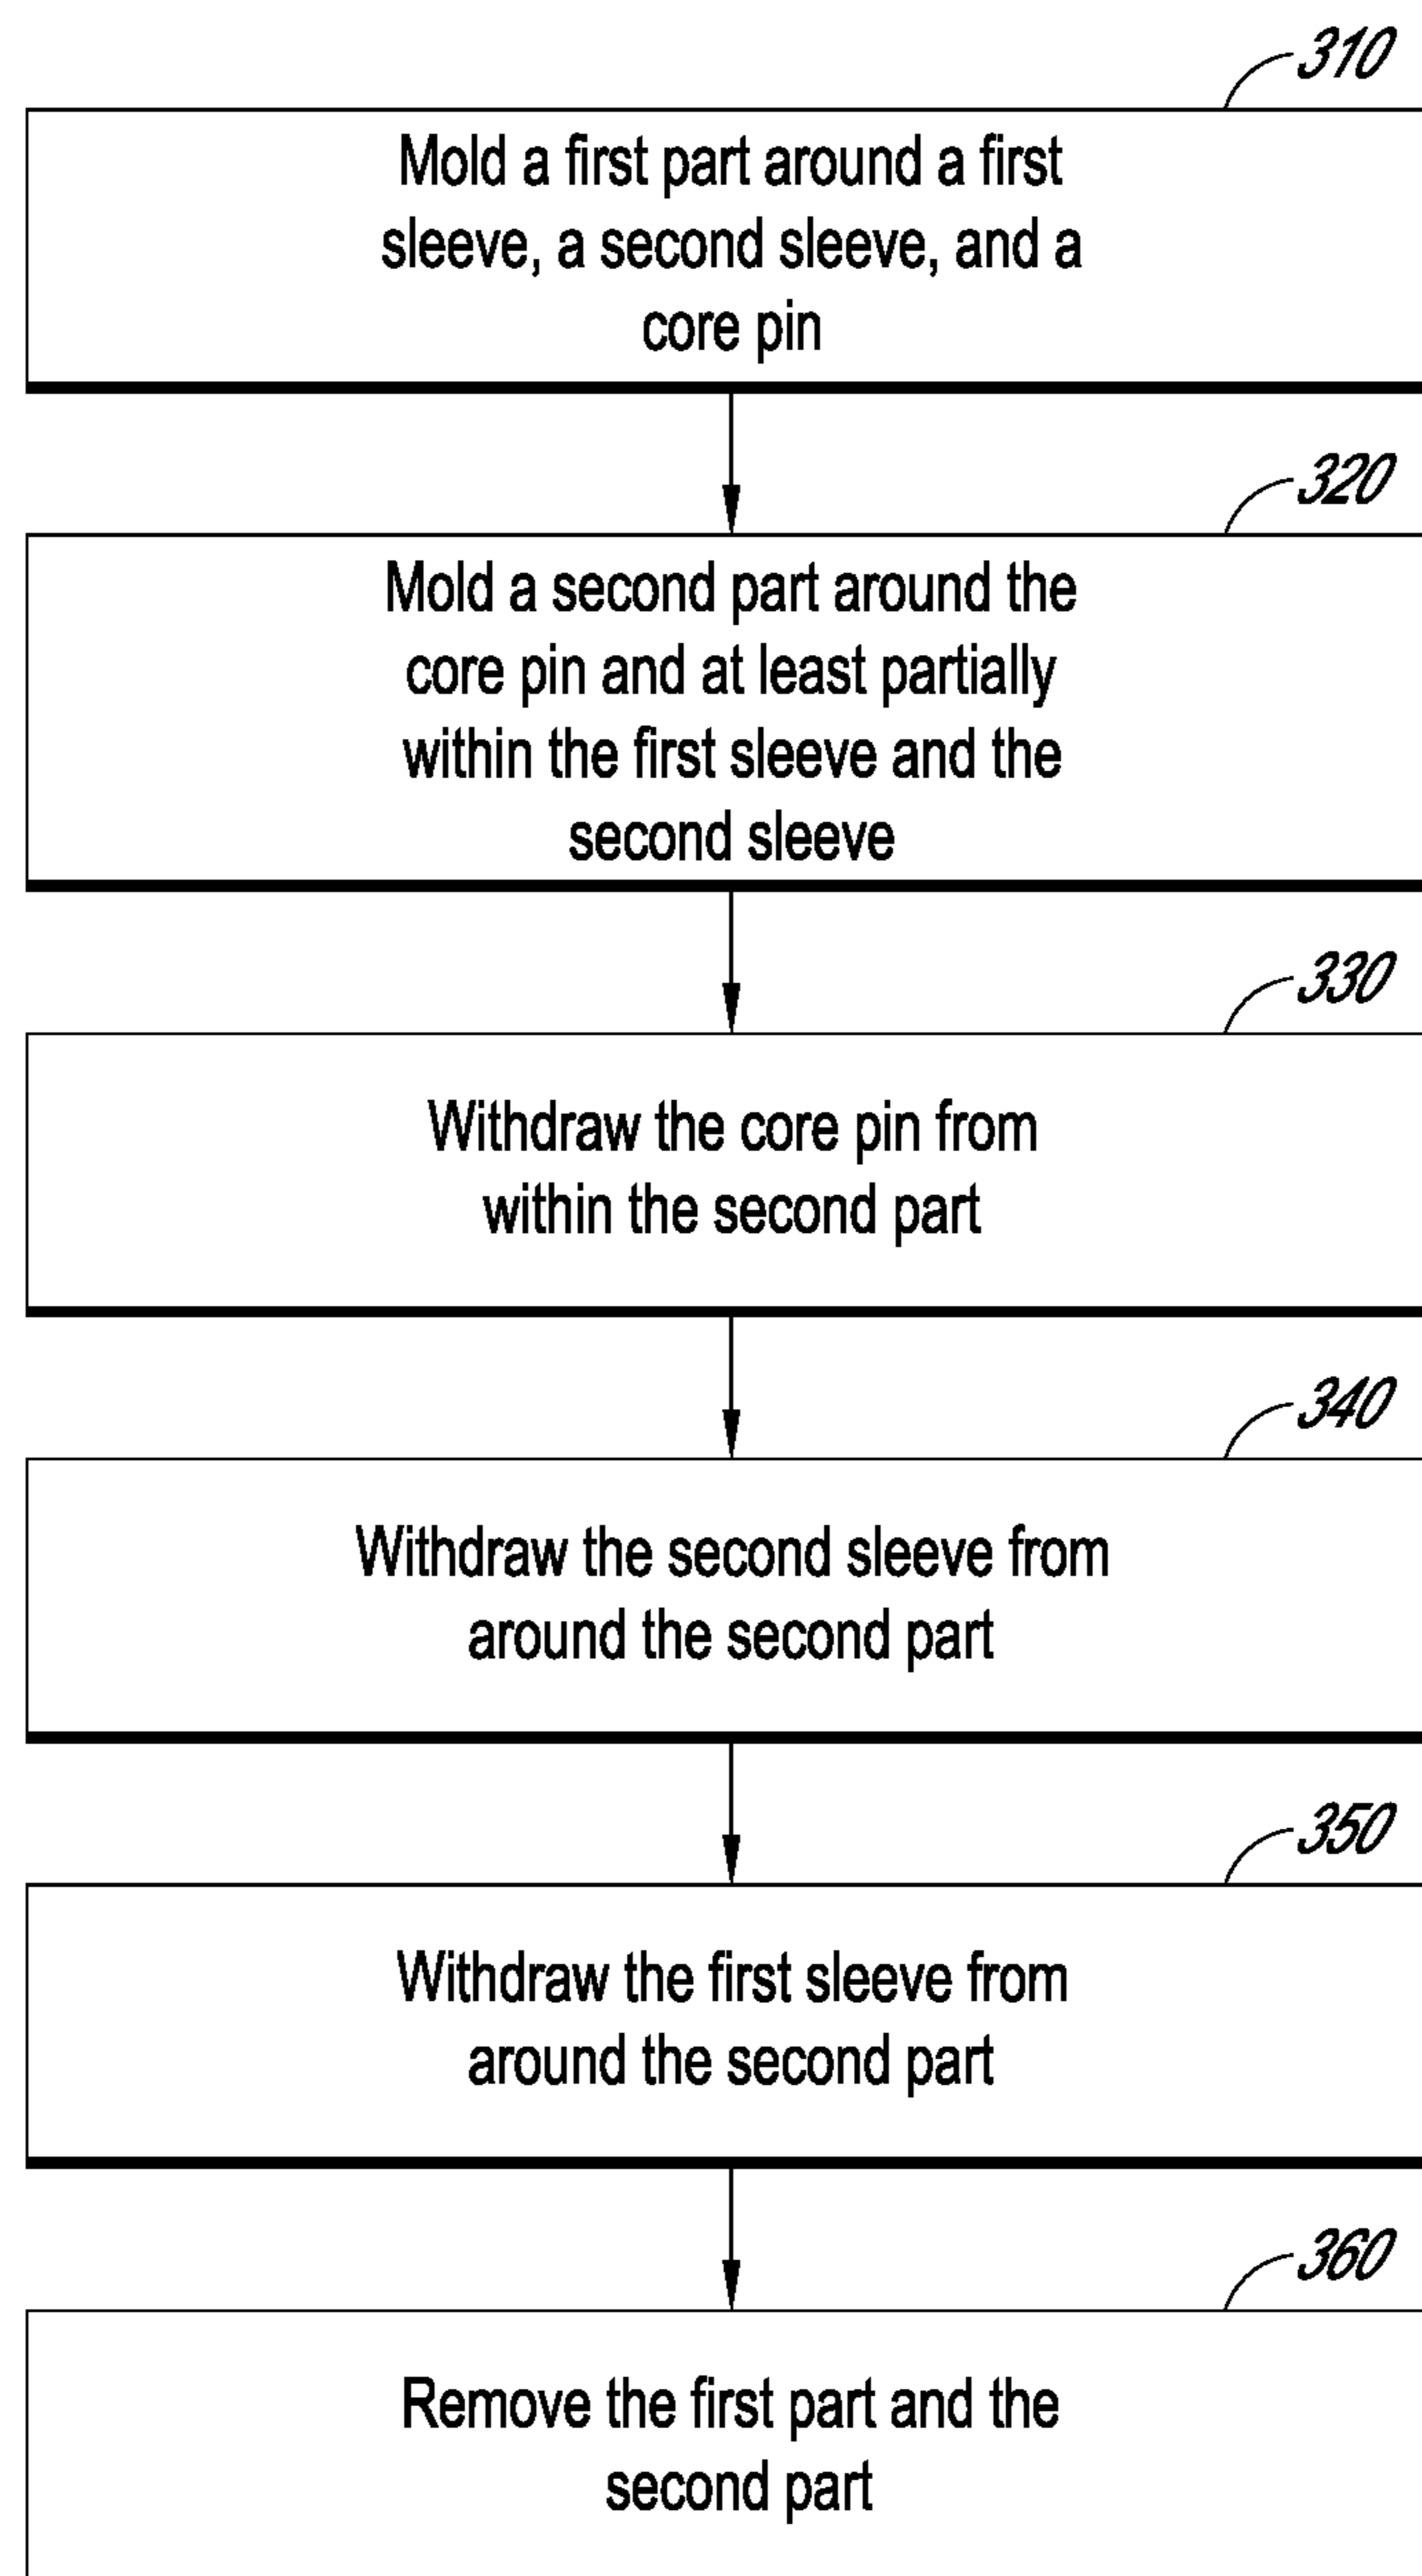 310
Mold a first part around a first
sleeve, a second sleeve, and a
core pin
320
Mold a second part around the
core pin and at least partially
within the first sleeve and the
second sleeve
330
Withdraw the core pin from
within the second part
340
Withdraw the second sleeve from
around the second part
350
Withdraw the first sleeve from
around the second part
360
Remove the first part and the
second part